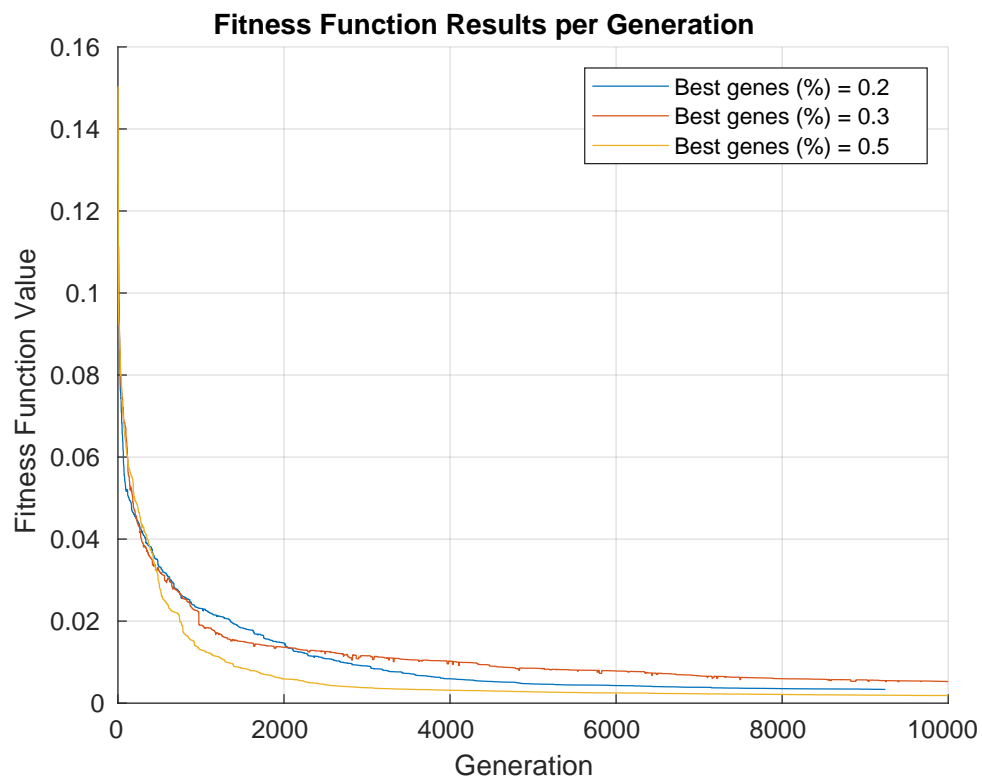 Fitness Function Results per Generation
0.16
0.14
0.12
0.1
0.08
0.06
0.04
0.02
0
Fitness Function Value
Best genes (%) = 0.2
Best genes (%) = 0.3
Best genes (%) = 0.5
0 2000 4000 6000 8000 10000
Generation